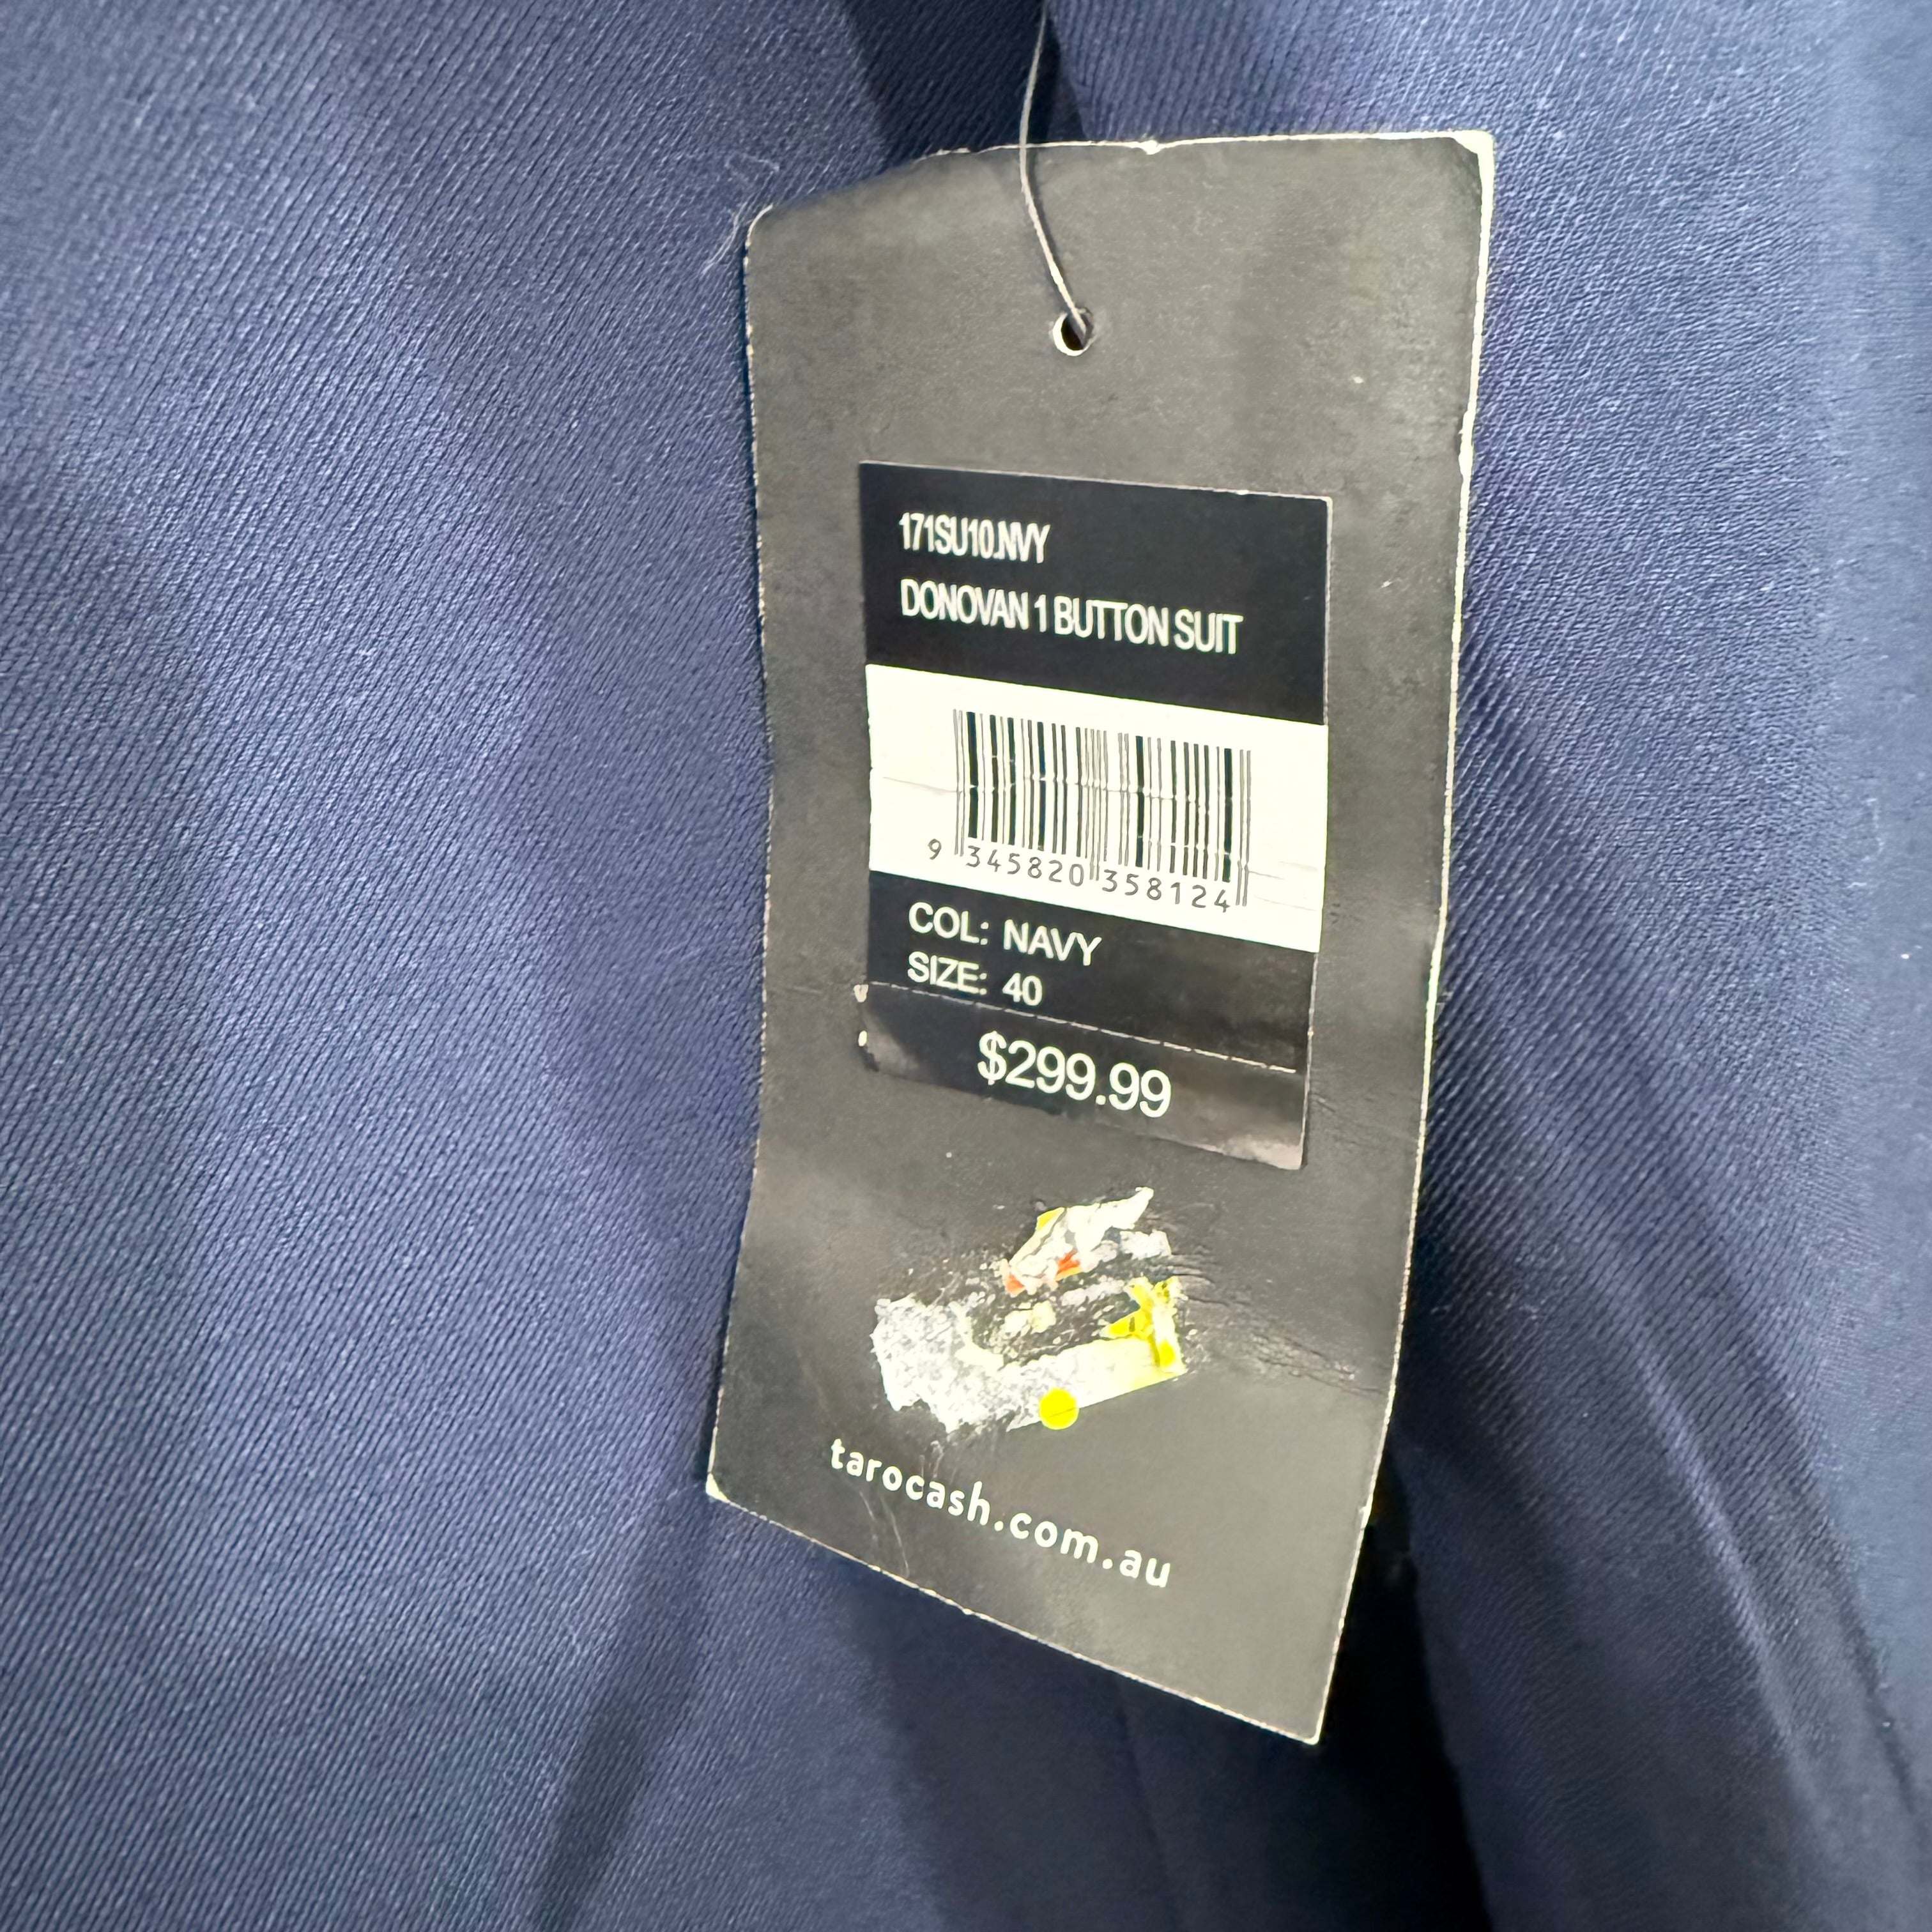 171SU10.NVY
DONOVAN 1 BUTTON SUIT
9 345820 358124
COL: NAVY
SIZE: 40
$299.99
tarocash.com.au